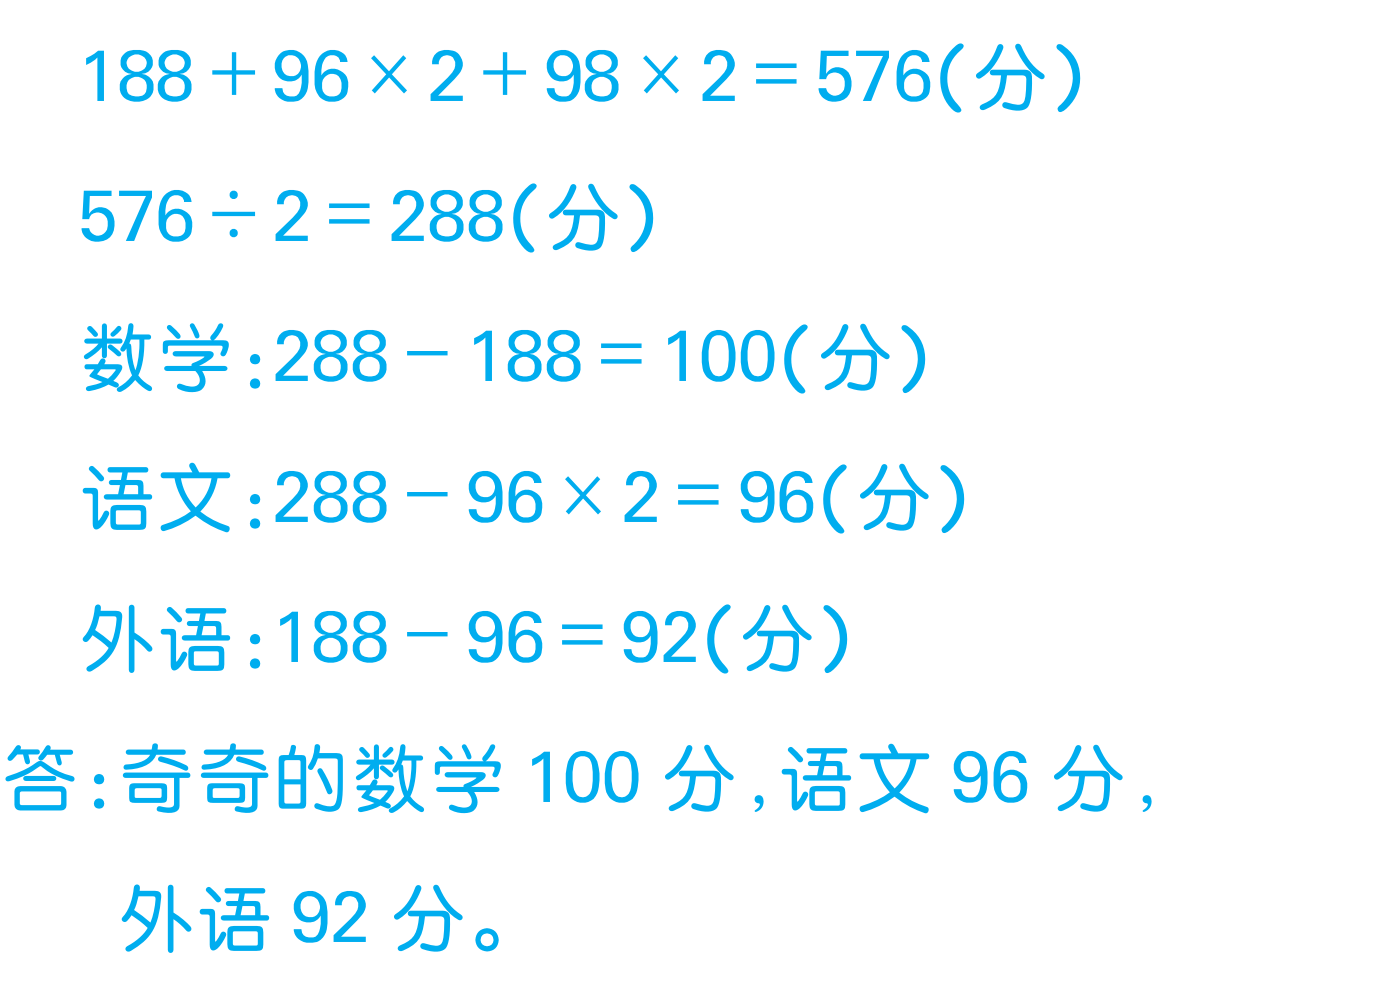 188+96×2+98×2=576(分)
576÷2=288(分)
数学:288-188=100(分)
语文:288-96×2=96(分)
外语:188-96=92(分)
答:奇奇的数学 100 分,语文 96 分,
外语 92 分。